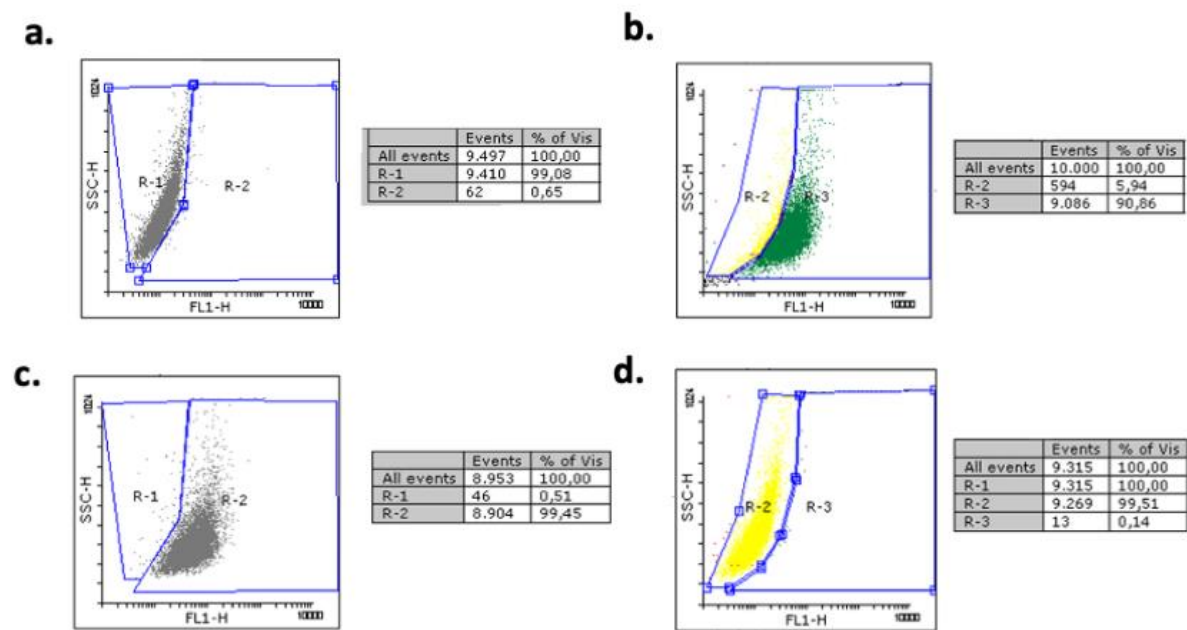 a.
1024
SSC-H
R-1
R-2
FL1-H
10000
Events % of Vis
All events 9.497 100,00
R-1 9.410 99,08
R-2 62 0,65
b.
1024
SSC-H
R-2
R-3
FL1-H
10000
Events % of Vis
All events 10.000 100,00
R-2 594 5,94
R-3 9.086 90,86
c.
1024
SSC-H
R-1
R-2
FL1-H
10000
Events % of Vis
All events 8.953 100,00
R-1 46 0,51
R-2 8.904 99,45
d.
1024
SSC-H
R-2
R-3
FL1-H
10000
Events % of Vis
All events 9.315 100,00
R-1 9.315 100,00
R-2 9.269 99,51
R-3 13 0,14